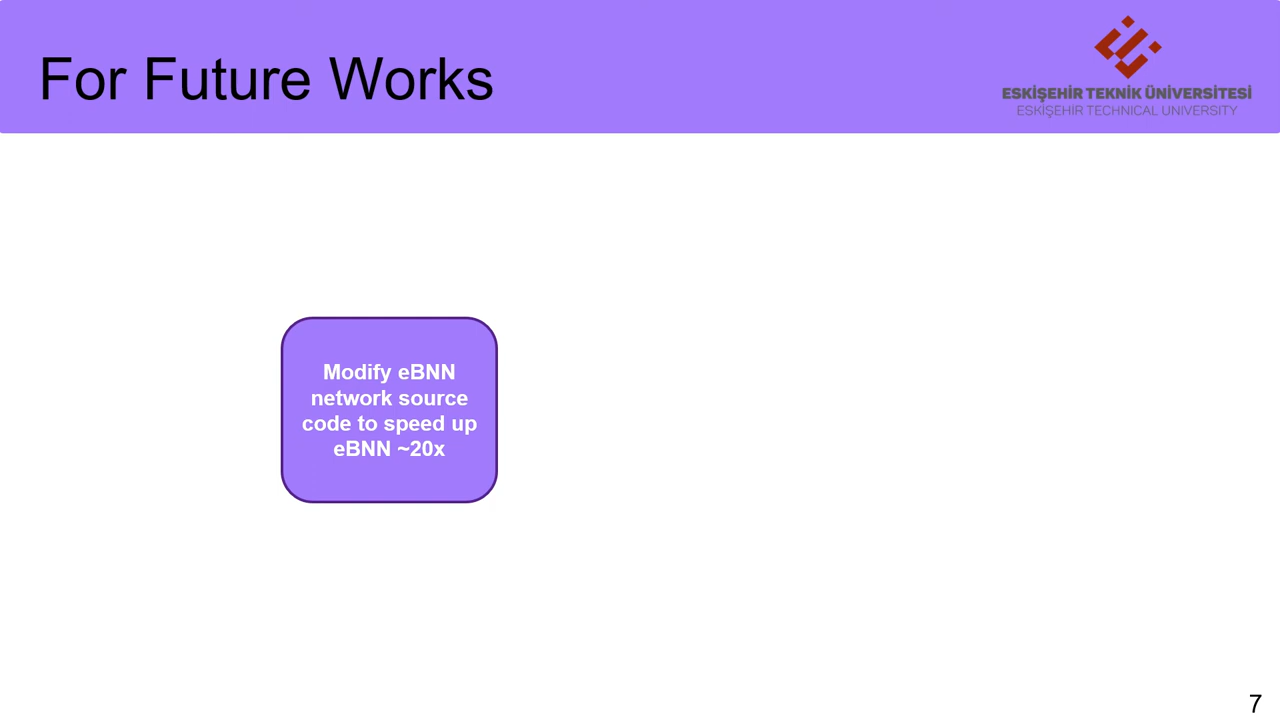 For Future Works
ESKİŞEHİR TEKNİK ÜNİVERSİTESİ
ESKİŞEHİR TECHNICAL UNIVERSITY
Modify eBNN
network source
code to speed up
eBNN ~20x
7